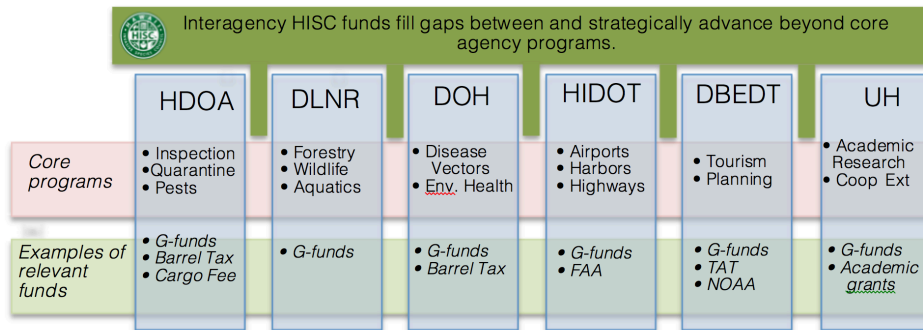 Interagency HISC funds fill gaps between and strategically advance beyond core
agency programs.
HISC
HDOA
DLNR
DOH
HIDOT
DBEDT
UH
Core
programs
• Inspection
•Quarantine
• Pests
• Forestry
• Wildlife
• Aquatics
• Disease
Vectors
• Env. Health
• Airports
• Harbors
• Highways
• Tourism
• Planning
• Academic
Research
• Coop Ext
Examples of
relevant
funds
• G-funds
• Barrel Tax
• Cargo Fee
• G-funds
• G-funds
• Barrel Tax
• G-funds
• FAA
• G-funds
• TAT
• NOAA
• G-funds
• Academic
grants